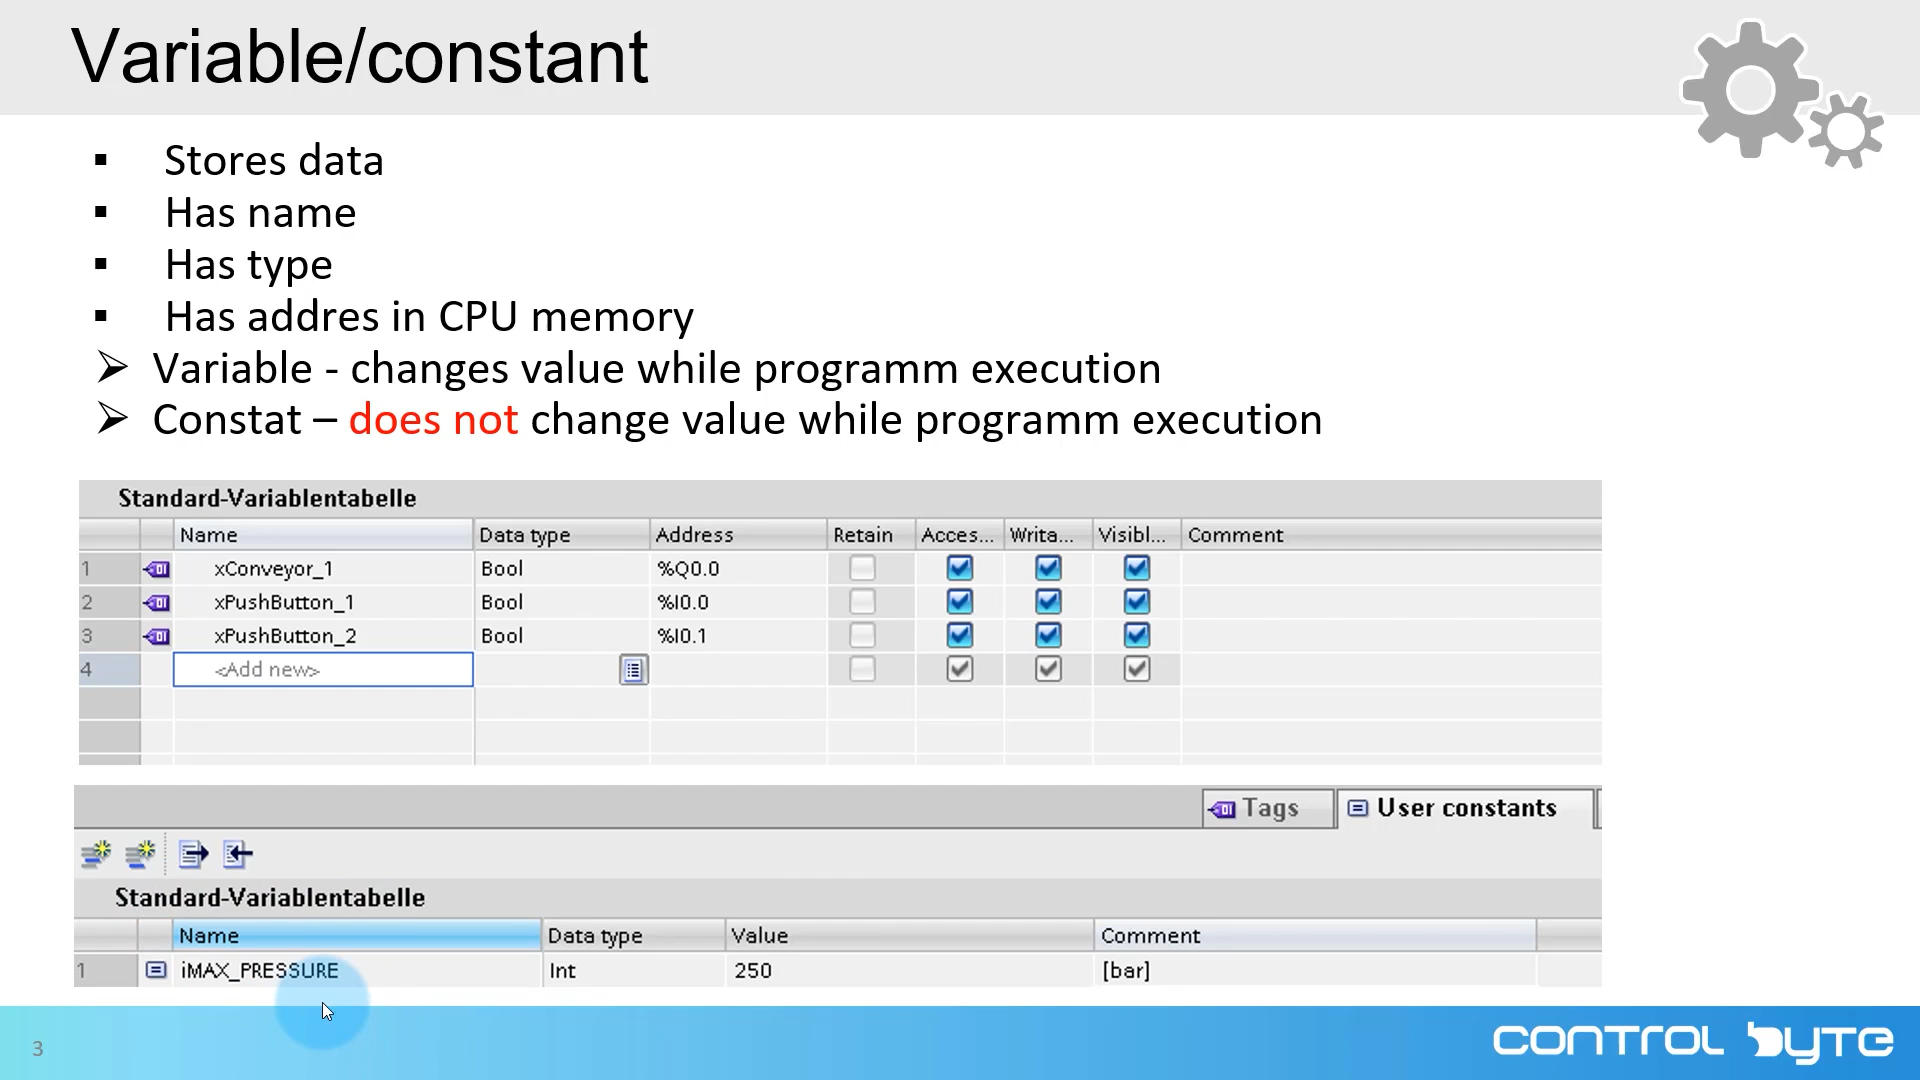 Variable/constant
▪ Stores data
▪ Has name
▪ Has type
▪ Has addres in CPU memory
➢ Variable - changes value while programm execution
➢ Constat – does not change value while programm execution
Standard-Variablentabelle
Name Data type Address Retain Acces... Writa... Visibl... Comment
1 xConveyor_1 Bool %Q0.0
2 xPushButton_1 Bool %I0.0
3 xPushButton_2 Bool %I0.1
4 <Add new>
Tags User constants
Standard-Variablentabelle
Name Data type Value Comment
1 iMAX_PRESSURE Int 250 [bar]
3
CONTROL BYTE